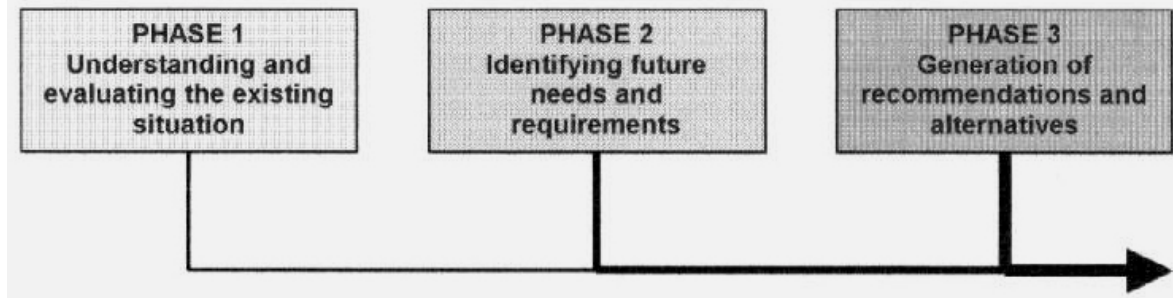 PHASE 1
Understanding and
evaluating the existing
situation
PHASE 2
Identifying future
needs and
requirements
PHASE 3
Generation of
recommendations and
alternatives